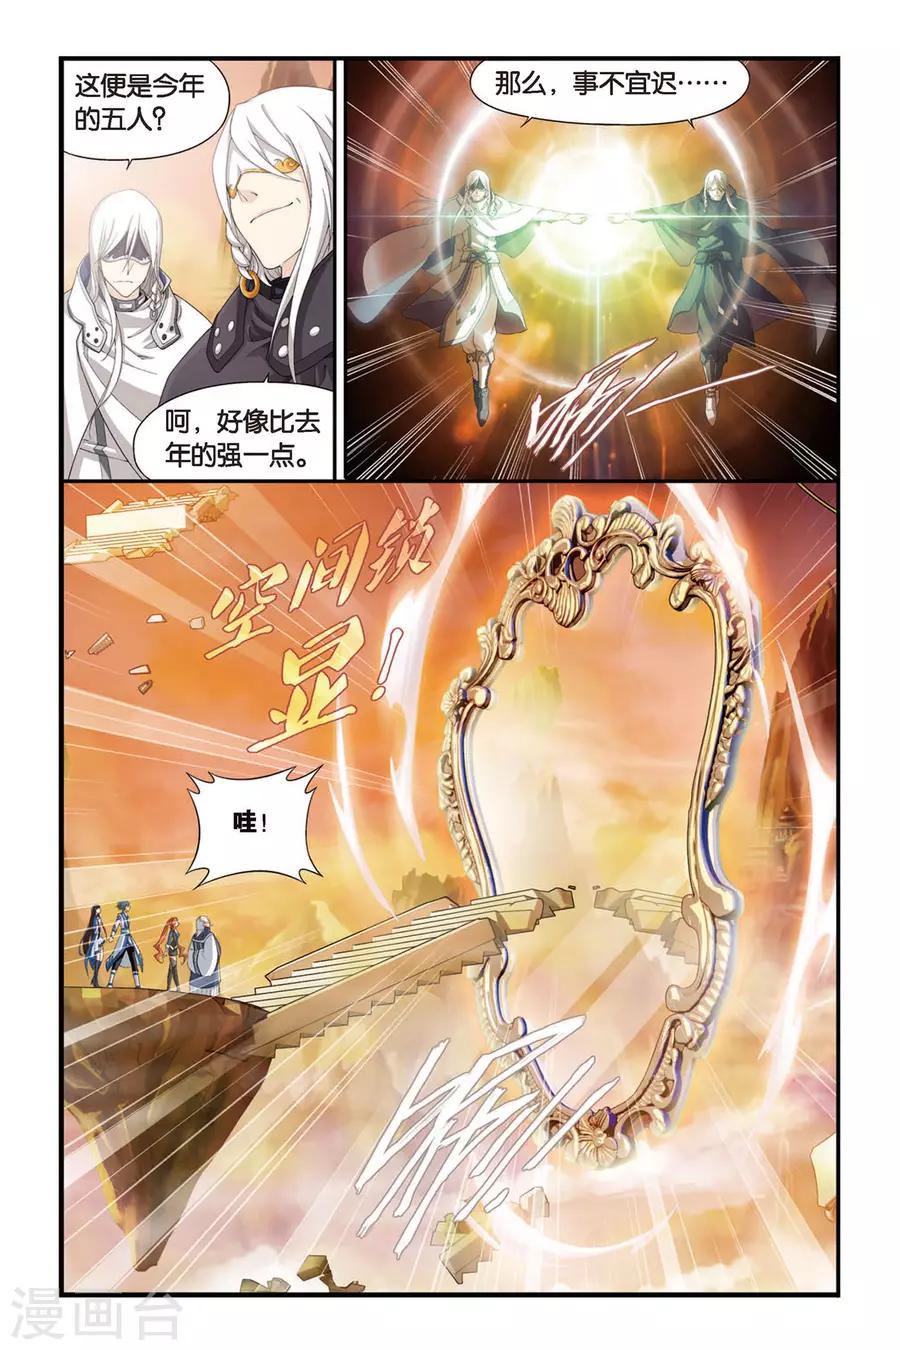 这便是今年
的五人？
呵，好像比去
年的强一点。
那么，事不宜迟……
空间锁
显！
哇！
漫画台